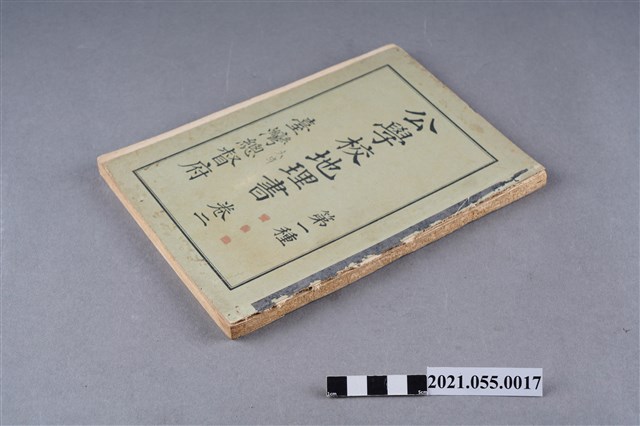 公學校地理書
第一種
卷二
臺灣總督府
2021.055.0017